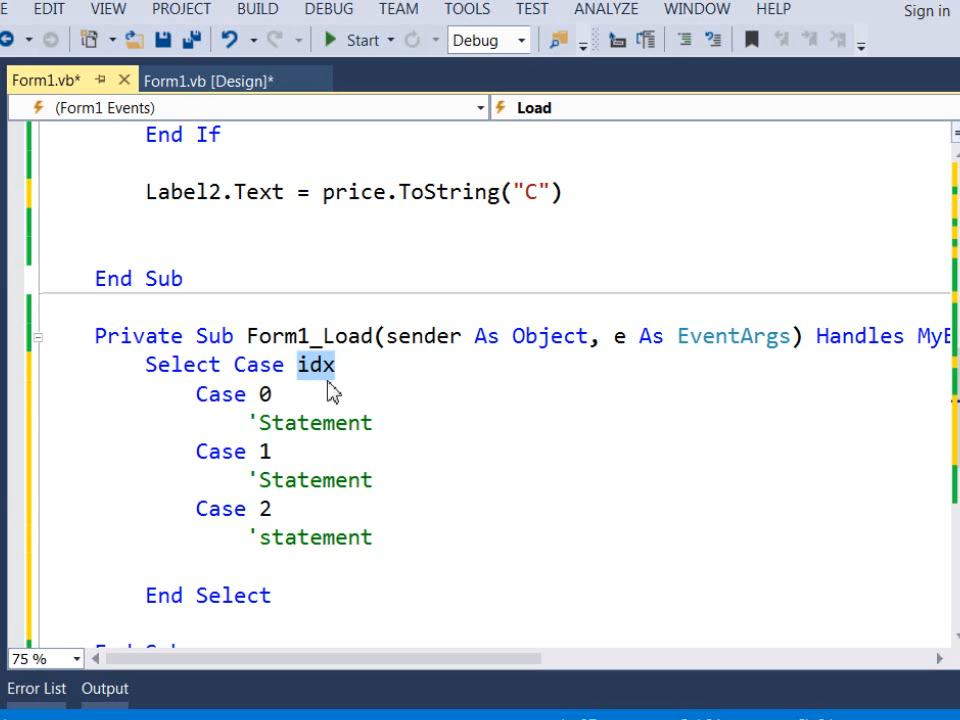 E EDIT VIEW PROJECT BUILD DEBUG TEAM TOOLS TEST ANALYZE WINDOW HELP Sign in
Start Debug
Form1.vb* Form1.vb [Design]*
(Form1 Events) Load
End If
Label2.Text = price.ToString("C")
End Sub
Private Sub Form1_Load(sender As Object, e As EventArgs) Handles MyB
Select Case idx
Case 0
'Statement
Case 1
'Statement
Case 2
'statement
End Select
End Sub
75 %
Error List Output